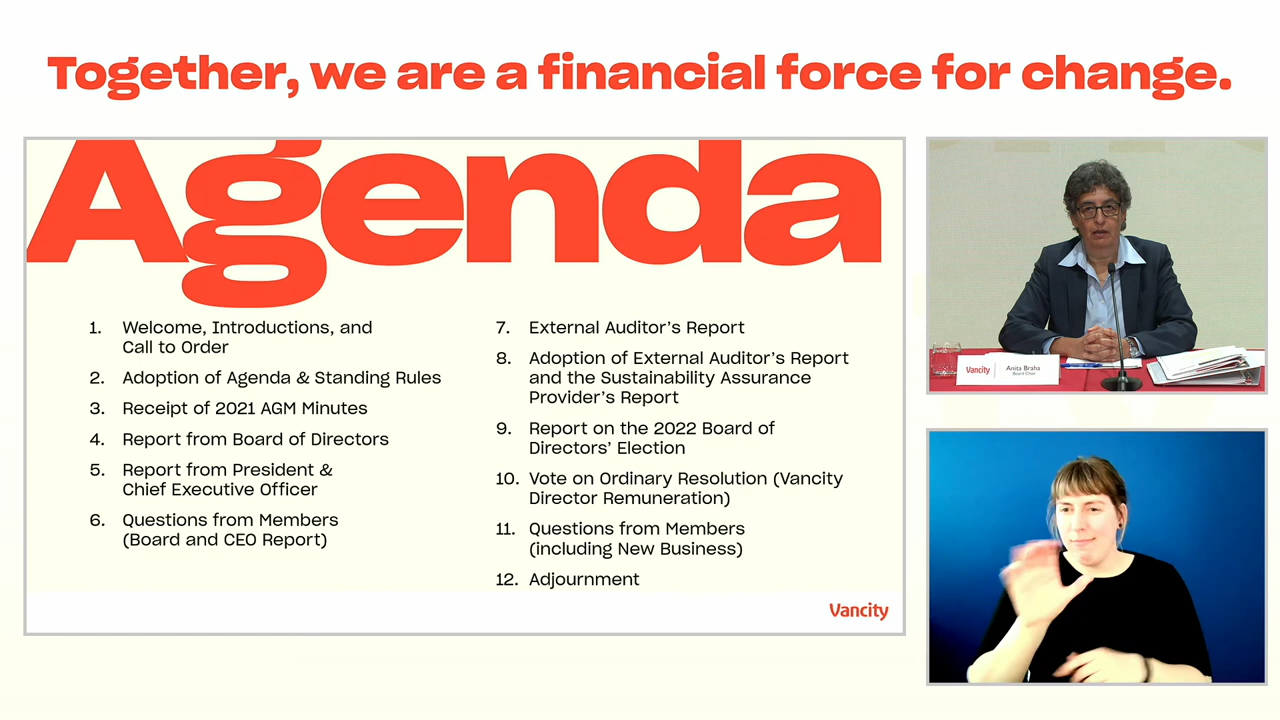 Together, we are a financial force for change.
Agenda
1. Welcome, Introductions, and
Call to Order
2. Adoption of Agenda & Standing Rules
3. Receipt of 2021 AGM Minutes
4. Report from Board of Directors
5. Report from President &
Chief Executive Officer
6. Questions from Members
(Board and CEO Report)
7. External Auditor's Report
8. Adoption of External Auditor's Report
and the Sustainability Assurance
Provider's Report
9. Report on the 2022 Board of
Directors' Election
10. Vote on Ordinary Resolution (Vancity
Director Remuneration)
11. Questions from Members
(including New Business)
12. Adjournment
Vancity
Vancity
Anita Braha
Board Chair